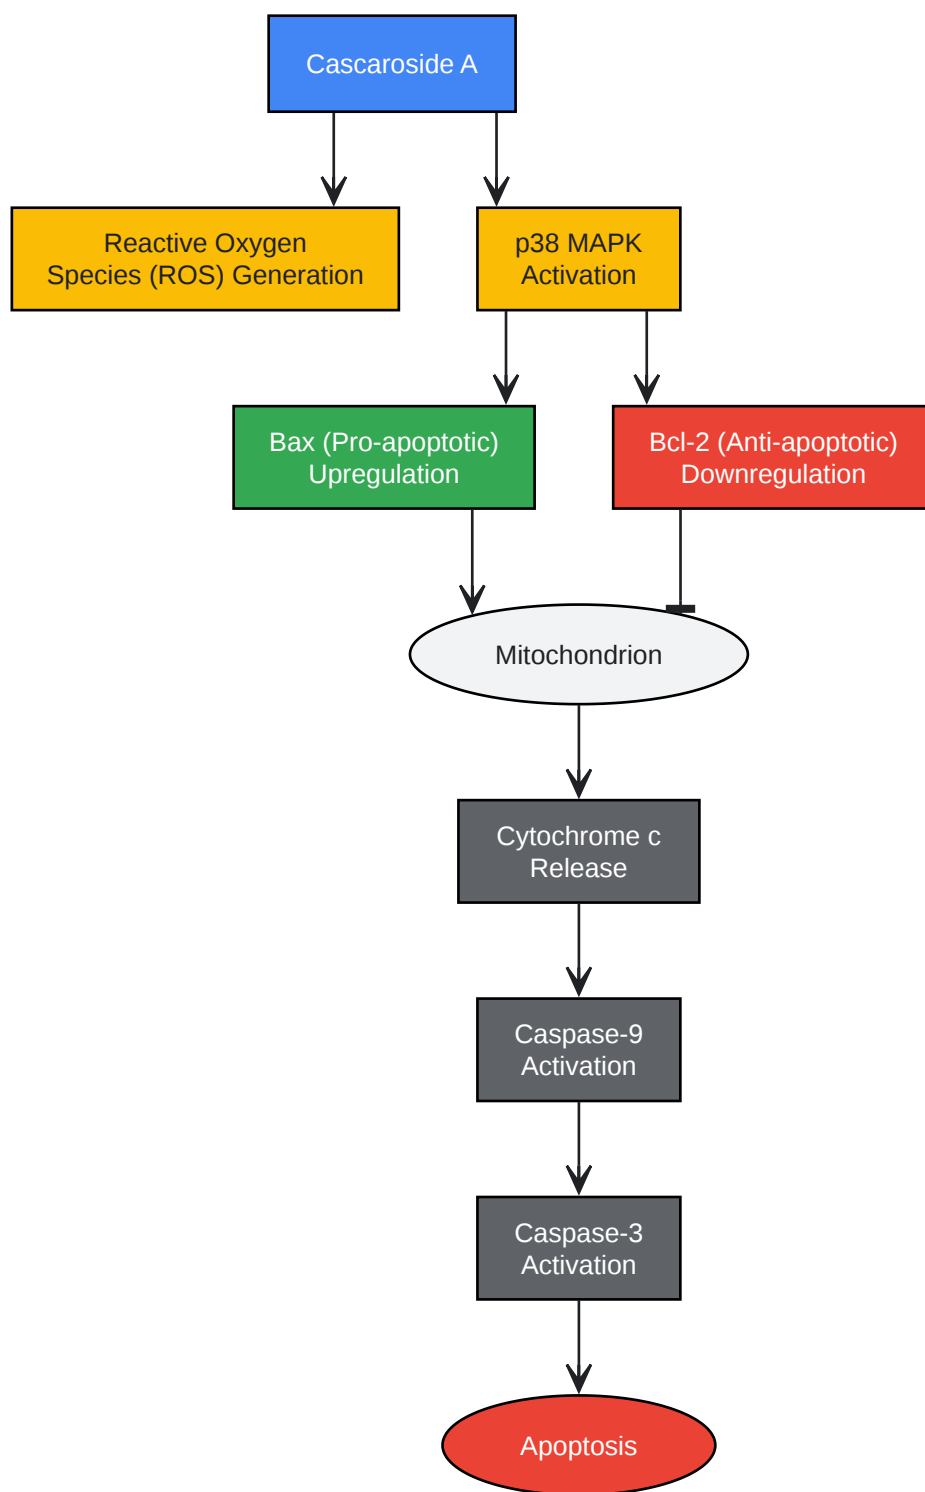 Cascaroside A
Reactive Oxygen
Species (ROS) Generation
p38 MAPK
Activation
Bax (Pro-apoptotic)
Upregulation
Bcl-2 (Anti-apoptotic)
Downregulation
Mitochondrion
Cytochrome c
Release
Caspase-9
Activation
Caspase-3
Activation
Apoptosis